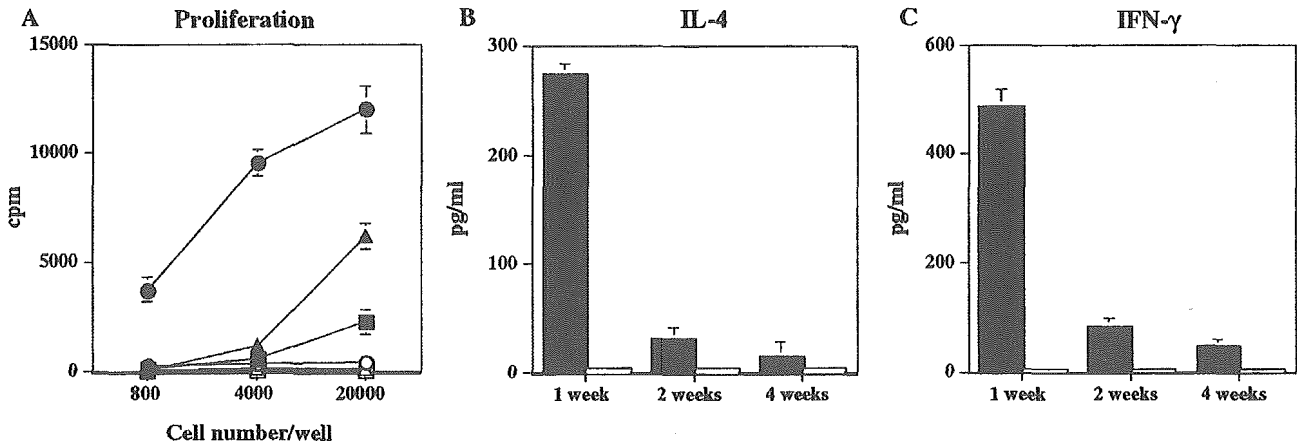 A Proliferation
15000
10000
5000
0
cpm
800 4000 20000
Cell number/well
B IL-4
300
200
100
0
pg/ml
1 week 2 weeks 4 weeks
C IFN-γ
600
400
200
0
pg/ml
1 week 2 weeks 4 weeks